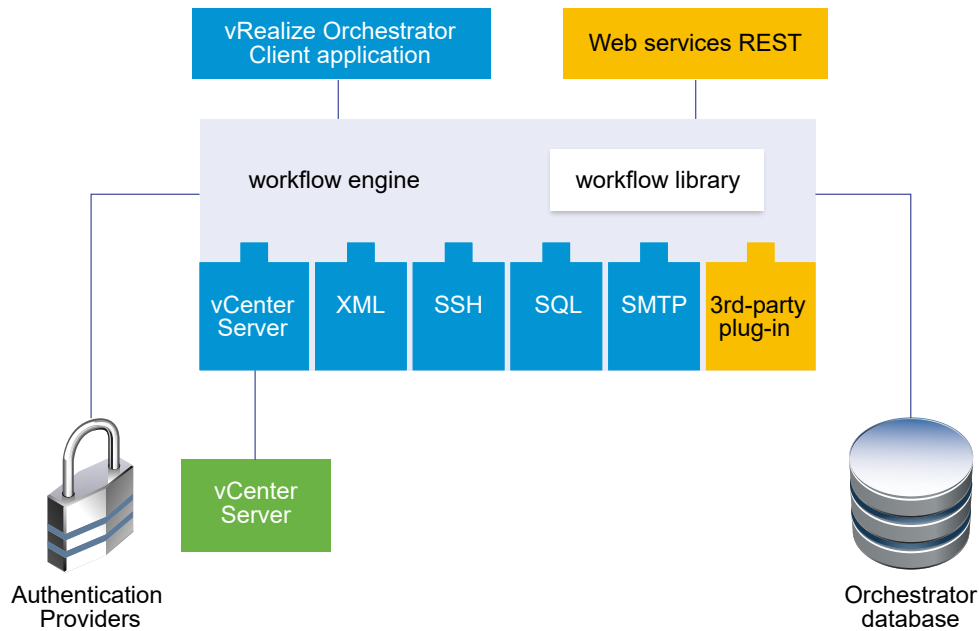 vRealize Orchestrator
Client application
Web services REST
workflow engine
workflow library
vCenter
Server
XML
SSH
SQL
SMTP
3rd-party
plug-in
vCenter
Server
Authentication
Providers
Orchestrator
database